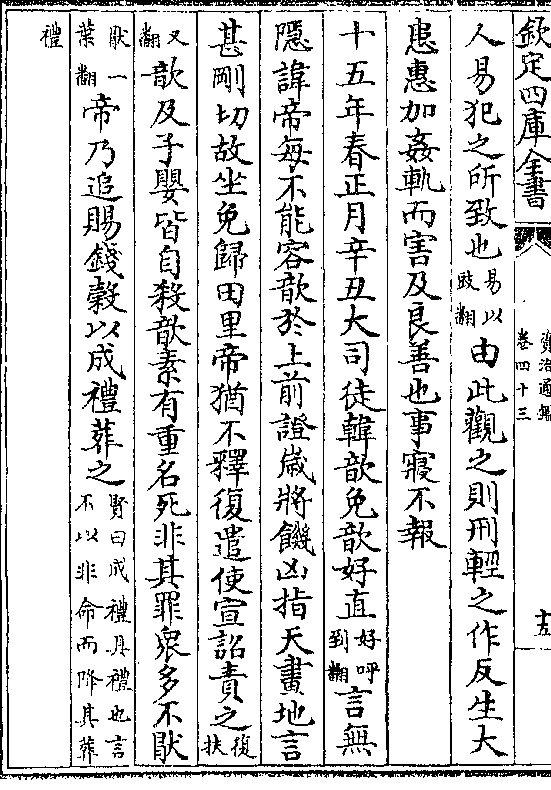 欽定四庫全書
資治通鑑
卷四十三
十五
人易犯之所致也易以豉翻由此觀之則刑輕之作反生大
患惠加姦軌而害及良善也事寢不報
十五年春正月辛丑大司徒韓歆免歆好直好呼到翻言無
隱諱帝每不能容歆於上前證歲將饑凶指天畫地言
甚剛切故坐免歸田里帝猶不釋復遣使宣詔責之復扶
又翻歆及子嬰皆自殺歆素有重名死非其罪衆多不厭
厭一葉翻帝乃追賜錢穀以成禮葬之賢曰成禮具禮也言不以非命而降其葬
禮